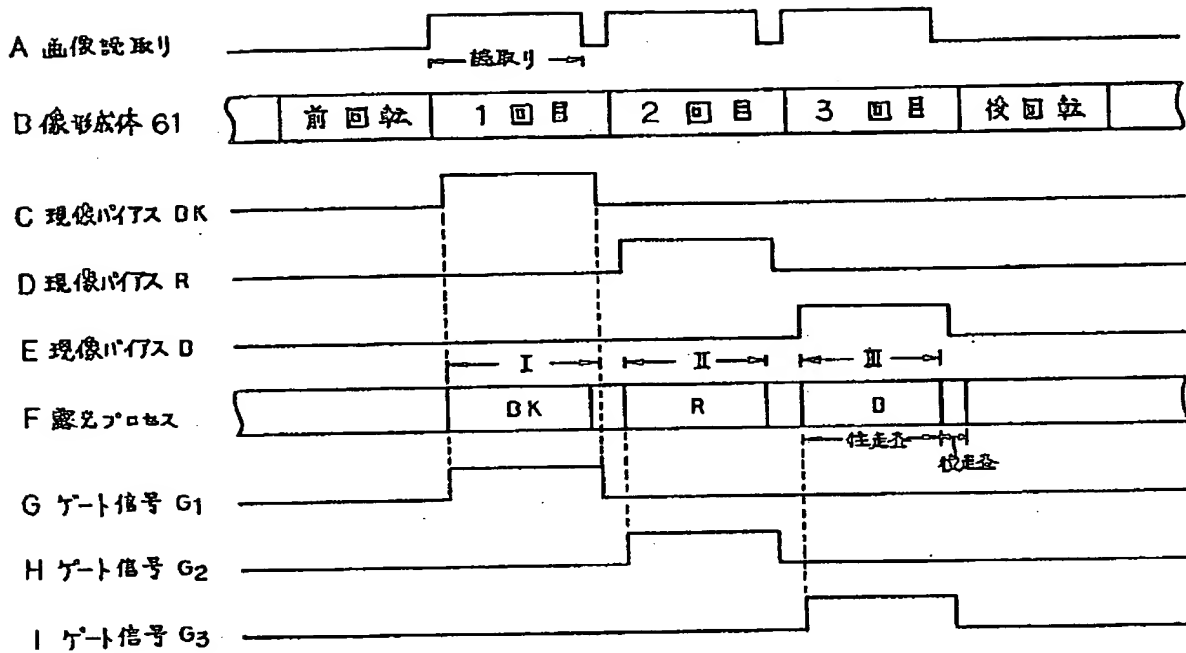 A 画像読取り
読取り
B 像形成体 61
前回転 1回目 2回目 3回目 後回転
C 現像バイアス BK
D 現像バイアス R
E 現像バイアス B
I II III
F 露光プロセス
BK R B
往走査
復走査
G ゲート信号 G1
H ゲート信号 G2
I ゲート信号 G3